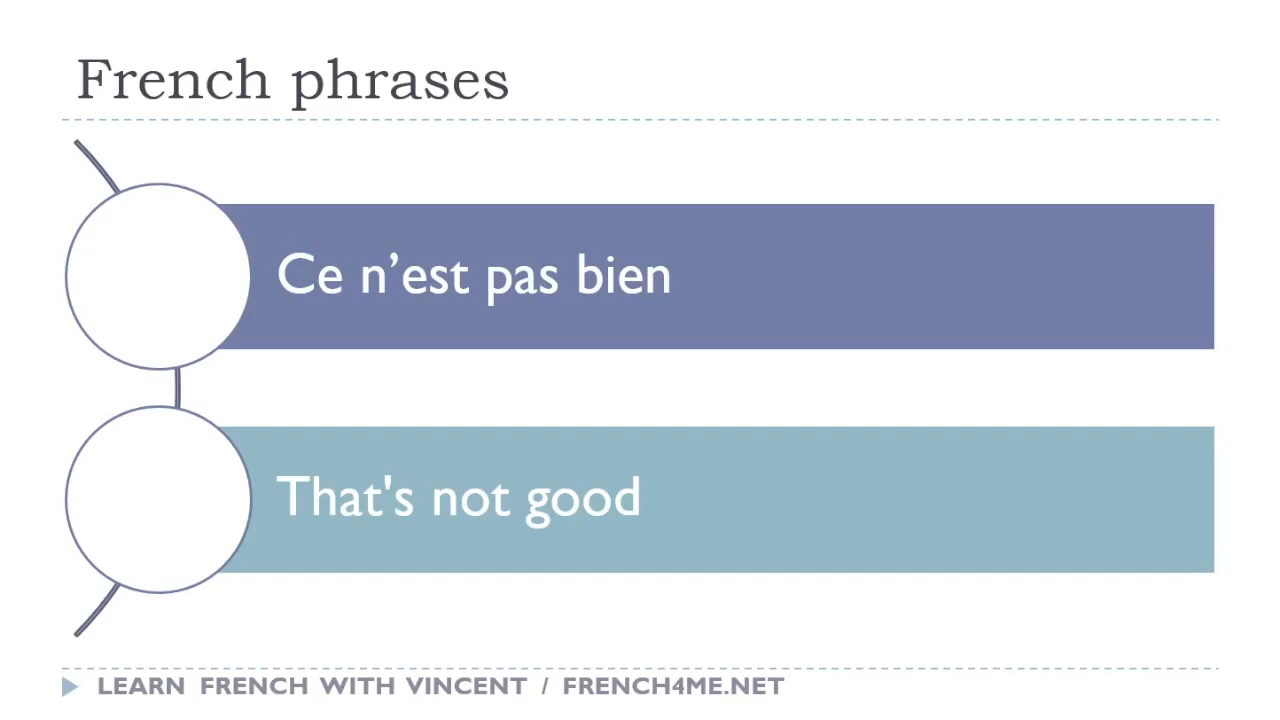 French phrases
Ce n’est pas bien
That's not good
LEARN FRENCH WITH VINCENT / FRENCH4ME.NET